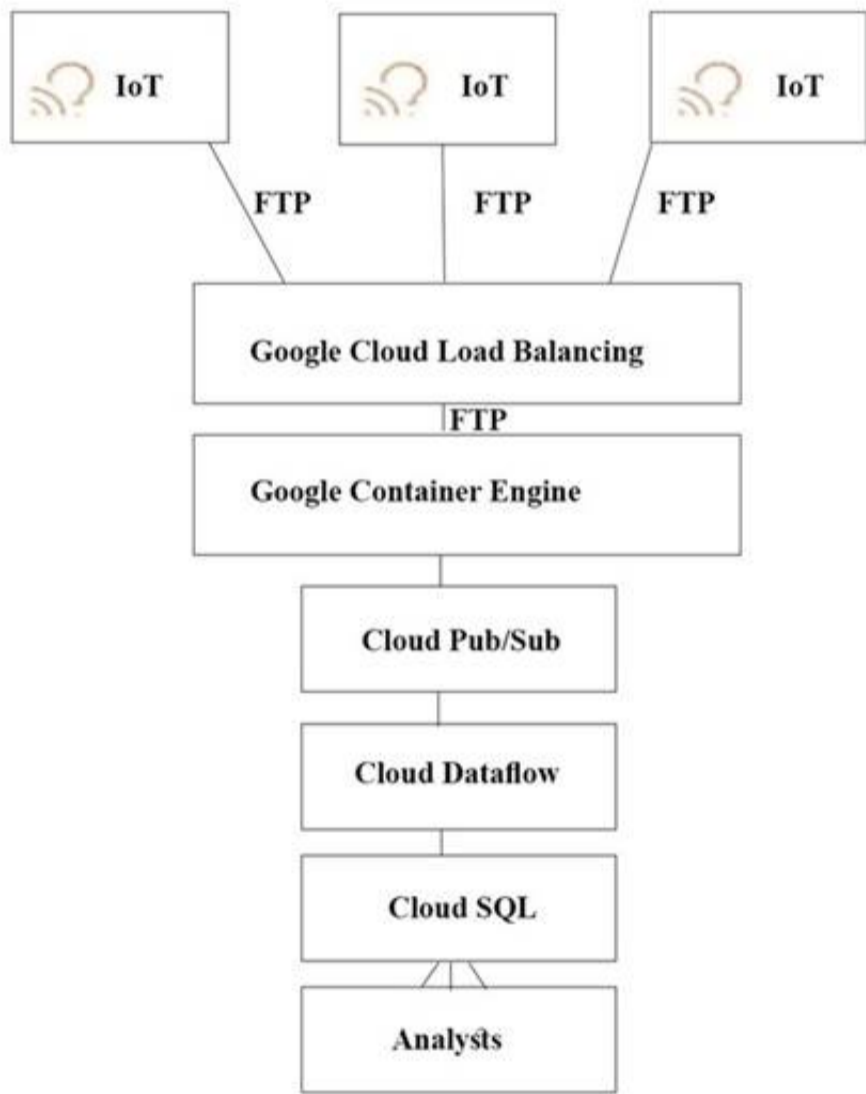 IoT
IoT
IoT
FTP
FTP
FTP
Google Cloud Load Balancing
FTP
Google Container Engine
Cloud Pub/Sub
Cloud Dataflow
Cloud SQL
Analysts